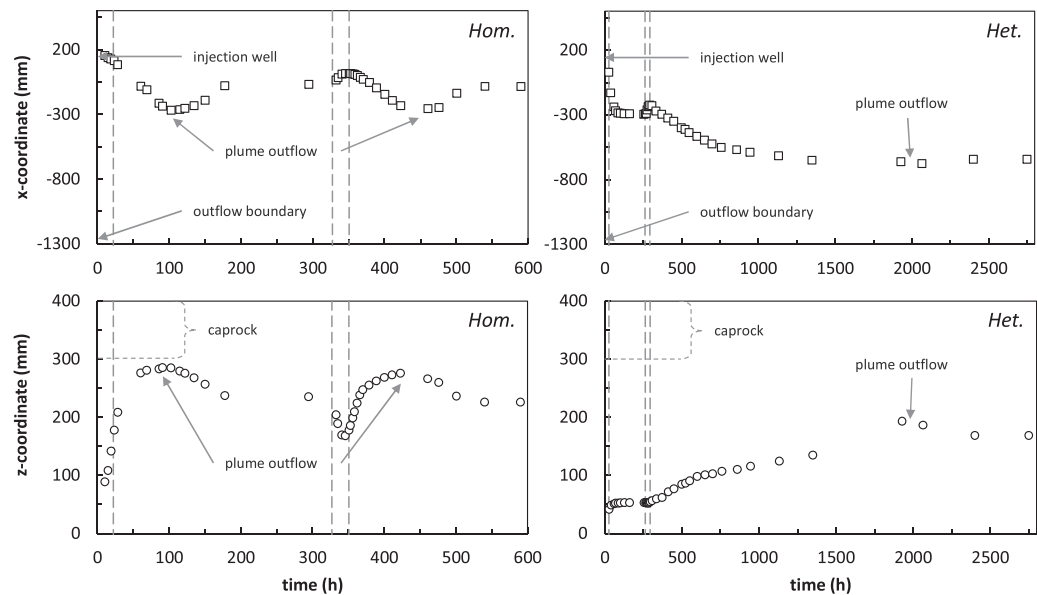 Hom.
200
-300
-800
-1300
x-coordinate (mm)
injection well
plume outflow
outflow boundary
0
100
200
300
400
500
600
Het.
200
-300
-800
-1300
injection well
plume outflow
outflow boundary
0
500
1000
1500
2000
2500
Hom.
400
300
200
100
0
z-coordinate (mm)
caprock
plume outflow
0
100
200
300
400
500
600
time (h)
Het.
400
300
200
100
0
caprock
plume outflow
0
500
1000
1500
2000
2500
time (h)